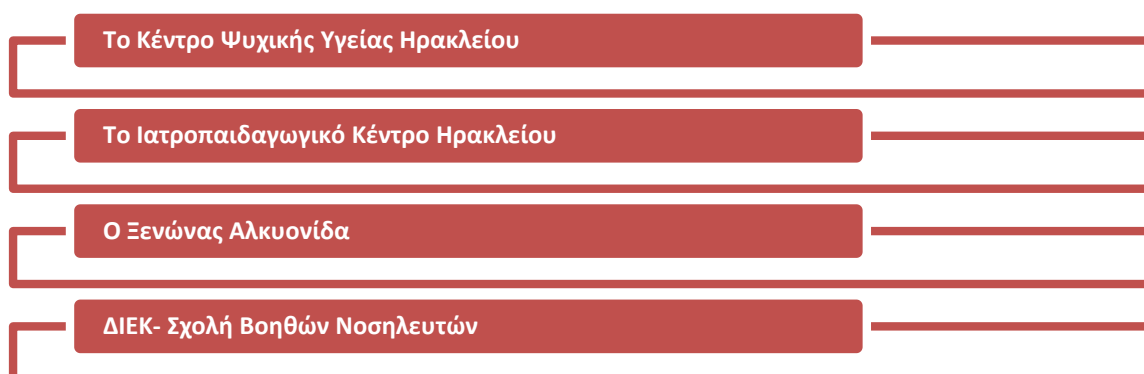 Το Κέντρο Ψυχικής Υγείας Ηρακλείου
Το Ιατροπαιδαγωγικό Κέντρο Ηρακλείου
Ο Ξενώνας Αλκυονίδα
ΔΙΕΚ- Σχολή Βοηθών Νοσηλευτών